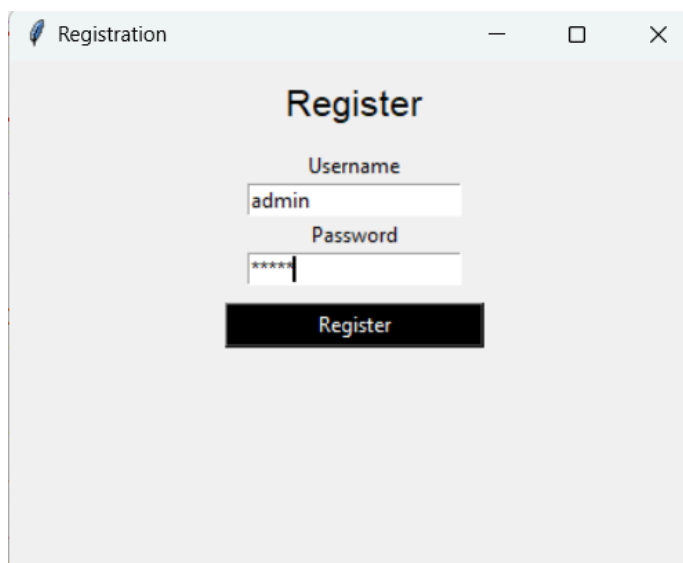 Registration
Register
Username
admin
Password
*****
Register